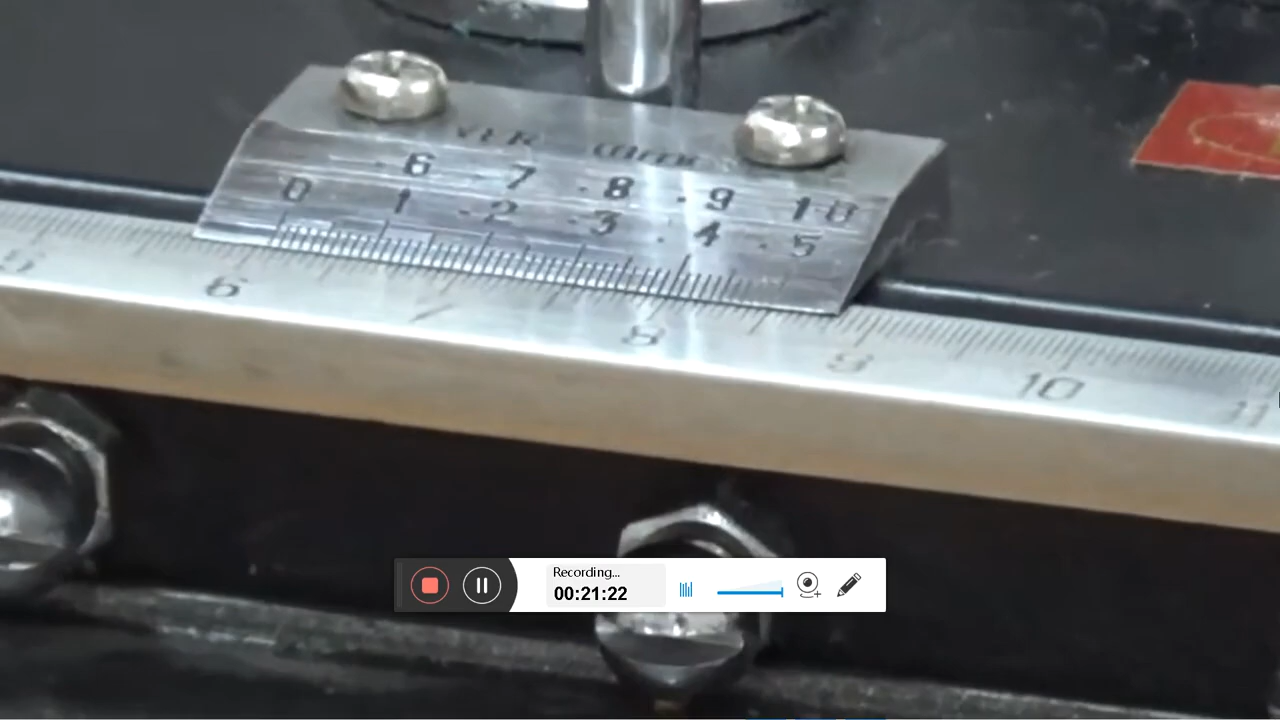 6 7 8 9 10
0 1 2 3 4 5
6 7 8 9 10 11
Recording...
00:21:22